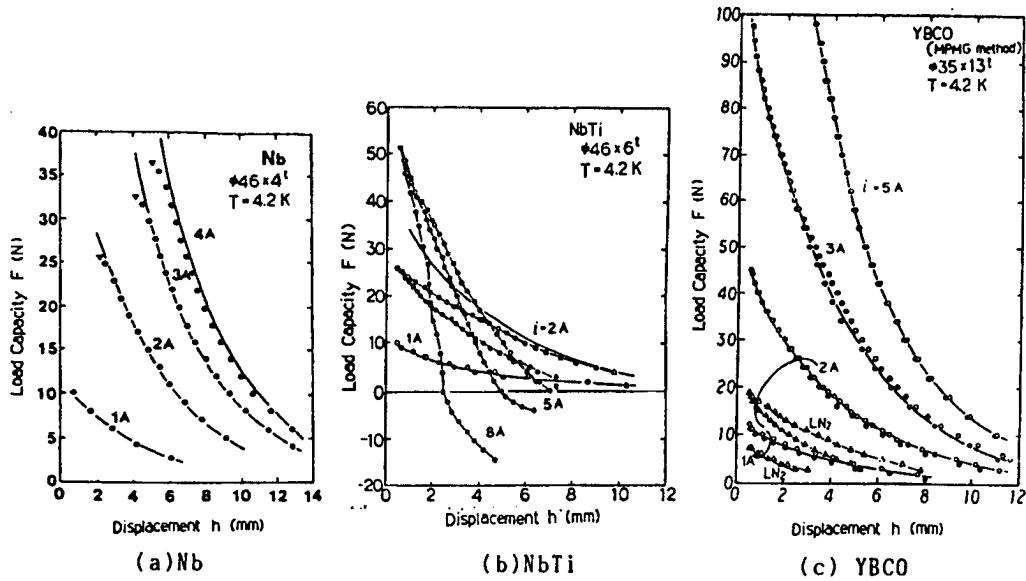 Load Capacity F (N)
40
35
30
25
20
15
10
5
0
Nb
φ46×4ᵗ
T=4.2K
4A
3A
2A
1A
0 2 4 6 8 10 12 14
Displacement h (mm)
(a)Nb
Load Capacity F (N)
60
50
40
30
20
10
0
-10
-20
NbTi
φ46×6ᵗ
T=4.2K
i=2A
1A
5A
8A
0 2 4 6 8 10 12
Displacement h (mm)
(b)NbTi
Load Capacity F (N)
100
90
80
70
60
50
40
30
20
10
0
YBCO
(MPMG method)
φ35×13ᵗ
T=4.2K
i=5A
3A
2A
LN₂
1A
LN₂
0 2 4 6 8 10 12
Displacement h (mm)
(c) YBCO